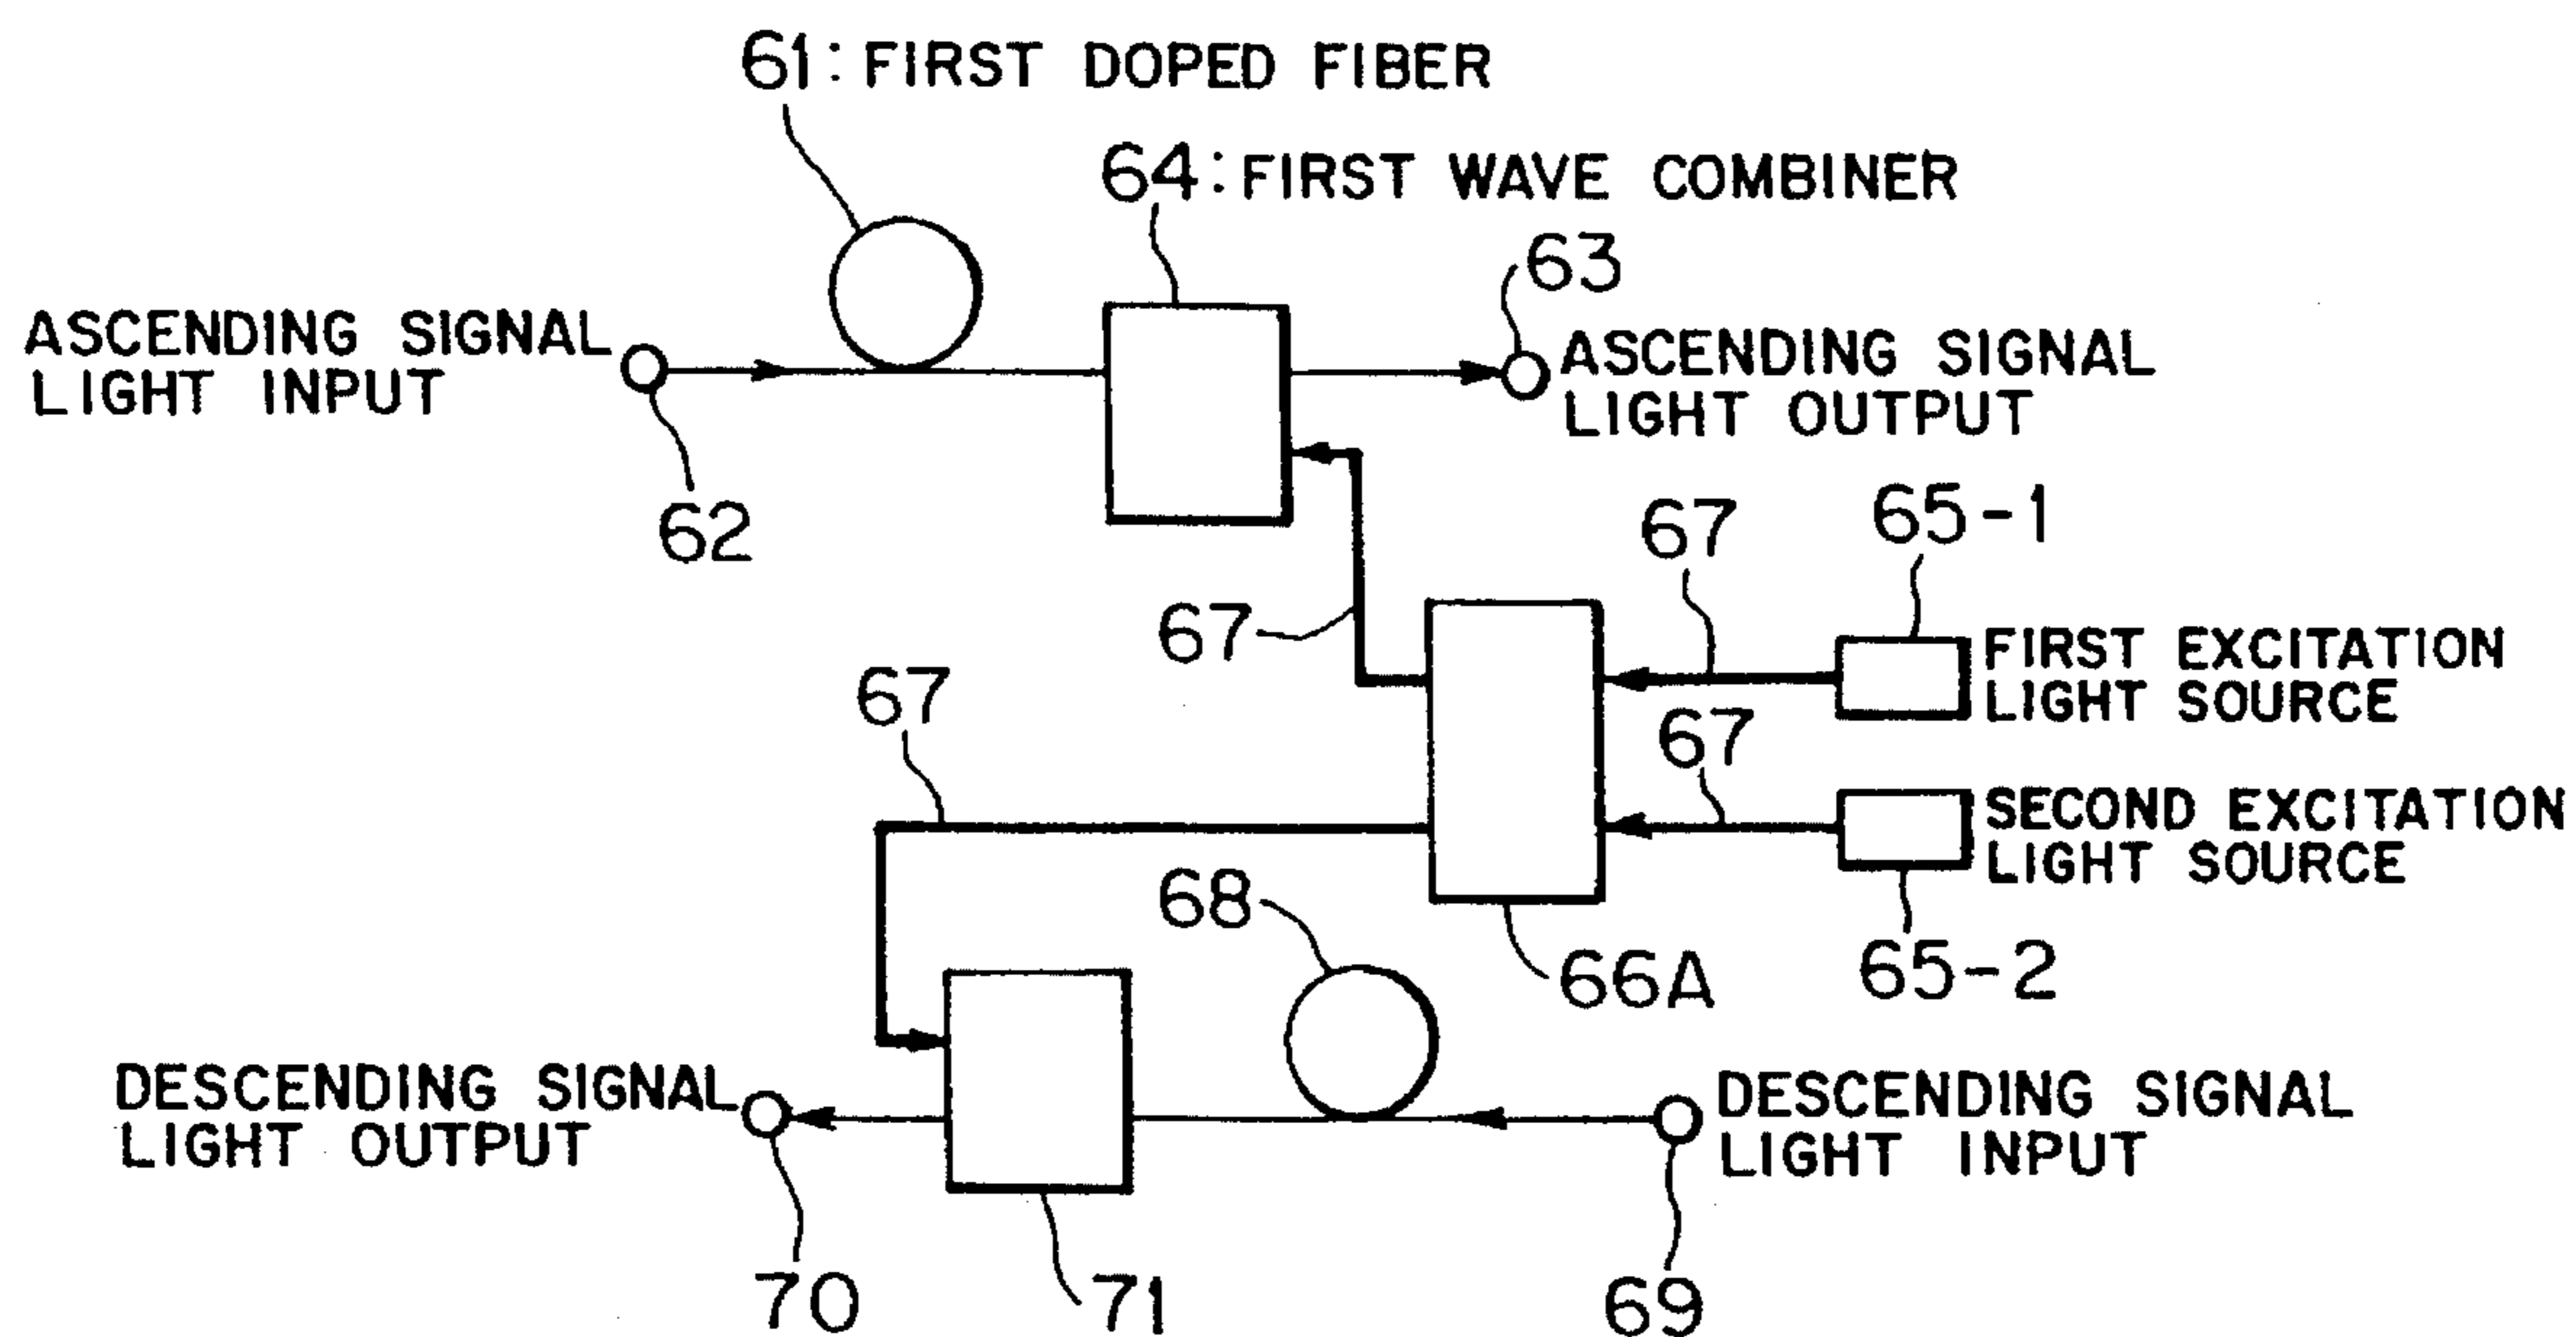 61: FIRST DOPED FIBER
64: FIRST WAVE COMBINER
63
ASCENDING SIGNAL
LIGHT INPUT
ASCENDING SIGNAL
LIGHT OUTPUT
62
67
65-1
67
FIRST EXCITATION
LIGHT SOURCE
67
67
SECOND EXCITATION
LIGHT SOURCE
68
66A
65-2
DESCENDING SIGNAL
LIGHT OUTPUT
DESCENDING SIGNAL
LIGHT INPUT
70
71
69